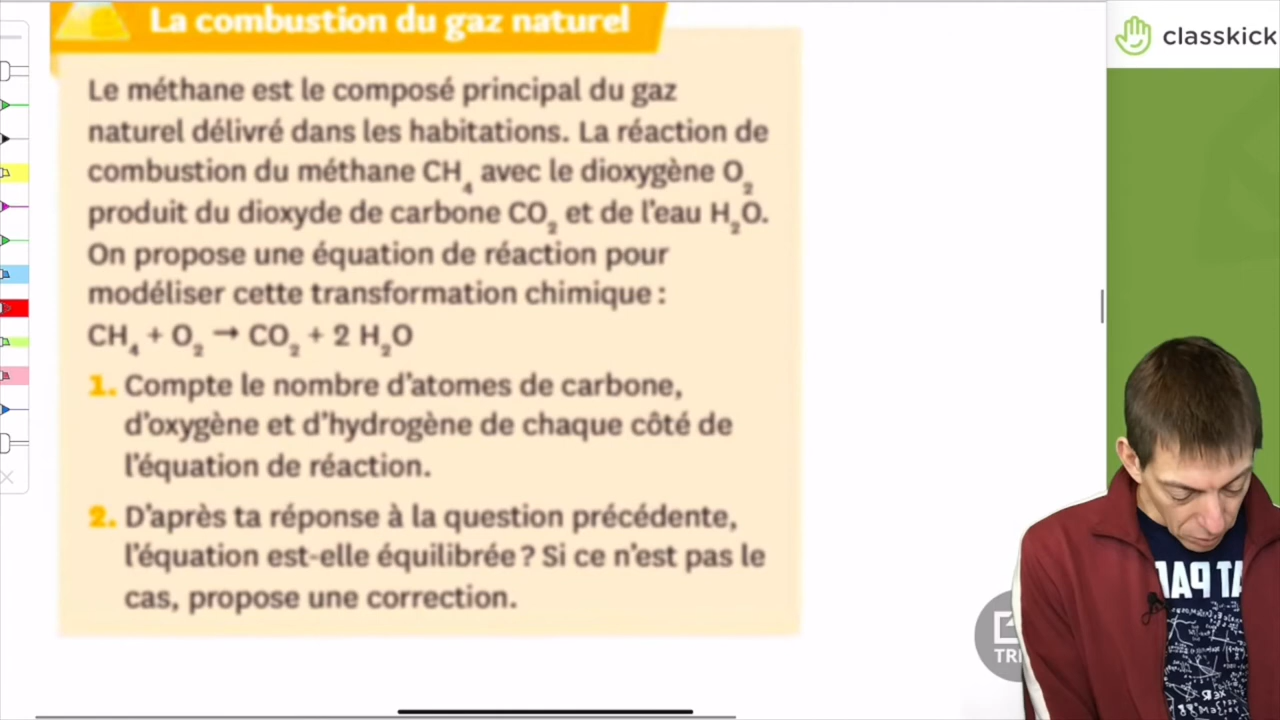 La combustion du gaz naturel
classkick
Le méthane est le composé principal du gaz
naturel délivré dans les habitations. La réaction de
combustion du méthane CH₄ avec le dioxygène O₂
produit du dioxyde de carbone CO₂ et de l'eau H₂O.
On propose une équation de réaction pour
modéliser cette transformation chimique :
CH₄ + O₂ → CO₂ + 2 H₂O
1. Compte le nombre d'atomes de carbone,
d'oxygène et d'hydrogène de chaque côté de
l'équation de réaction.
2. D'après ta réponse à la question précédente,
l'équation est-elle équilibrée ? Si ce n'est pas le
cas, propose une correction.